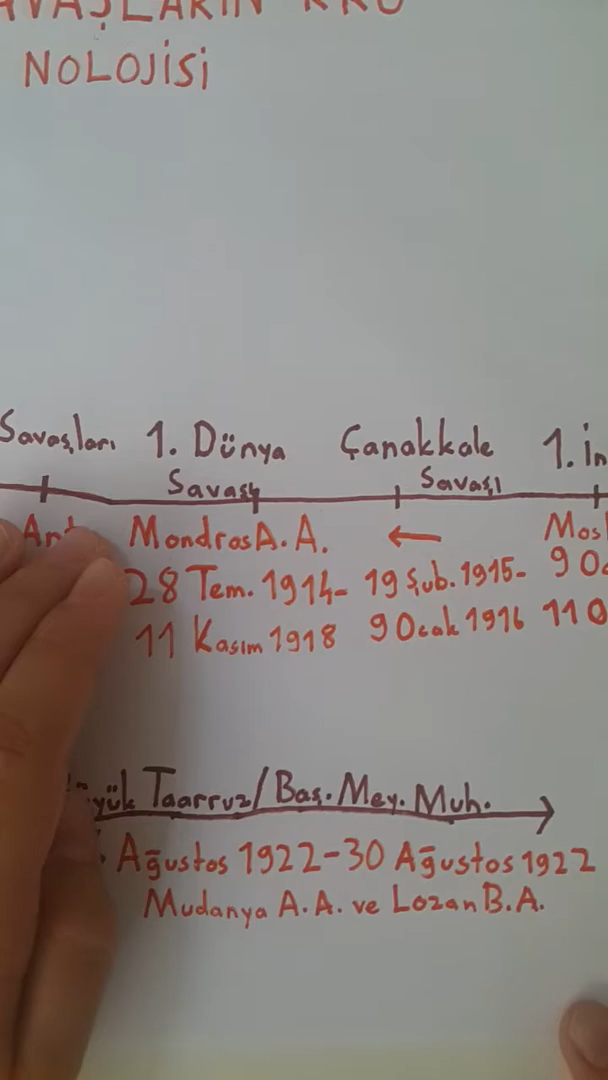 NOLOJİSİ
Savaşları 1. Dünya Savaşı Çanakkale Savaşı 1. İn
Ant Mondros A.A. ← Mos
28 Tem. 1914- 19 Şub. 1915- 9 Oc
11 Kasım 1918 9 Ocak 1916 11 O
yük Taarruz/Baş. Mey. Muh.
Ağustos 1922-30 Ağustos 1922
Mudanya A.A. ve Lozan B.A.